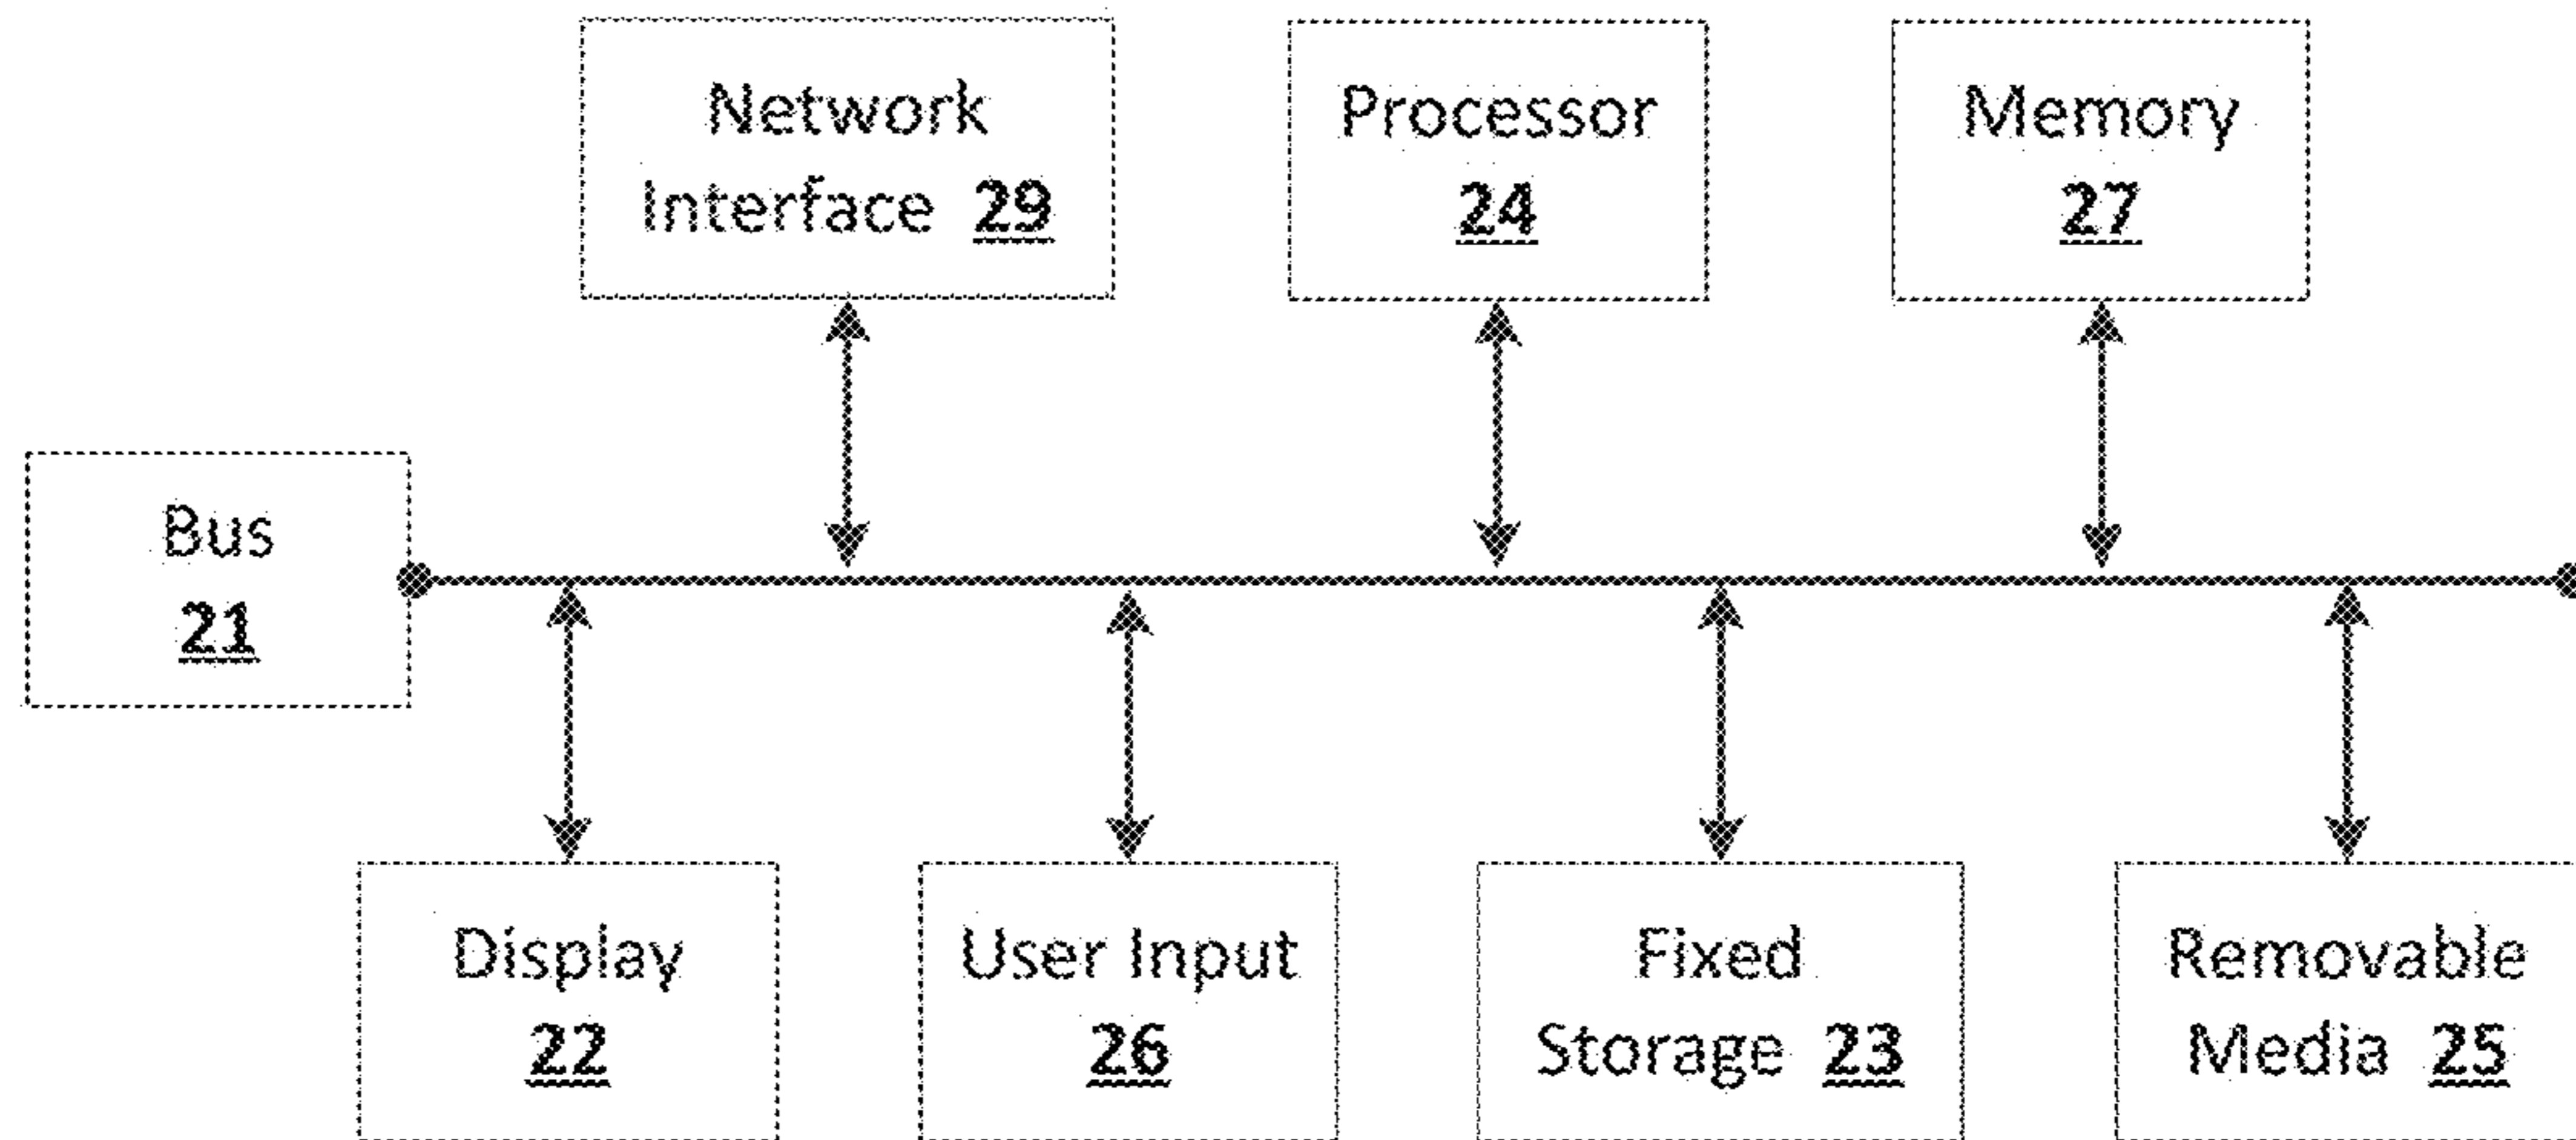 Network
Interface 29
Processor
24
Memory
27
Bus
21
Display
22
User Input
26
Fixed
Storage 23
Removable
Media 25